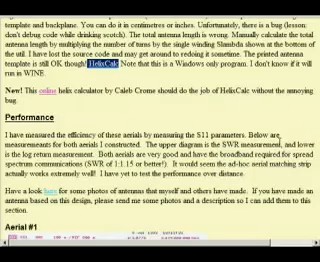 template and backplane. You can do it in centimetres or inches. Unfortunately, there is a bug (lesson:
don't debug code while drinking scotch). The total antenna length is wrong. Manually calculate the total
antenna length by multiplying the number of turns by the single winding Slambda shown at the bottom of
the util. I have lost the source code and may get around to redoing it sometime. The printed antenna
template is still OK though! HelixCalc Note that this is a Windows only program. I don't know if it will
run in WINE.
New! This online helix calculator by Caleb Crome should do the job of HelixCalc without the annoying
bug.
Performance
I have measured the efficiency of these aerials by measuring the S11 parameters. Below are
measurements for both aerials I constructed. The upper diagram is the SWR measurement, and lower
is the log return measurement. Both aerials are very good and have the broadband required for spread
spectrum communications (SWR of 1:1.15 or better!). It would seem the ad-hoc aerial matching strip
actually works extremely well! I have yet to test the performance over distance.
Have a look here for some photos of antennas that myself and others have made. If you have made an
antenna based on this design, please send me some photos and a description so I can add them to this
section.
Aerial #1